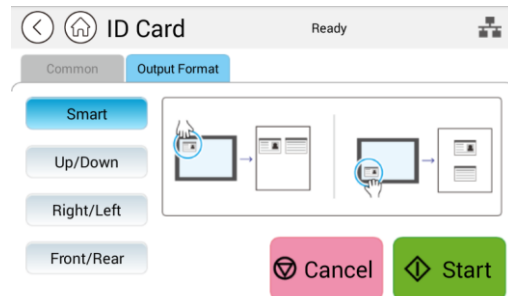 ID Card
Ready
Common
Output Format
Smart
Up/Down
Right/Left
Front/Rear
Cancel
Start